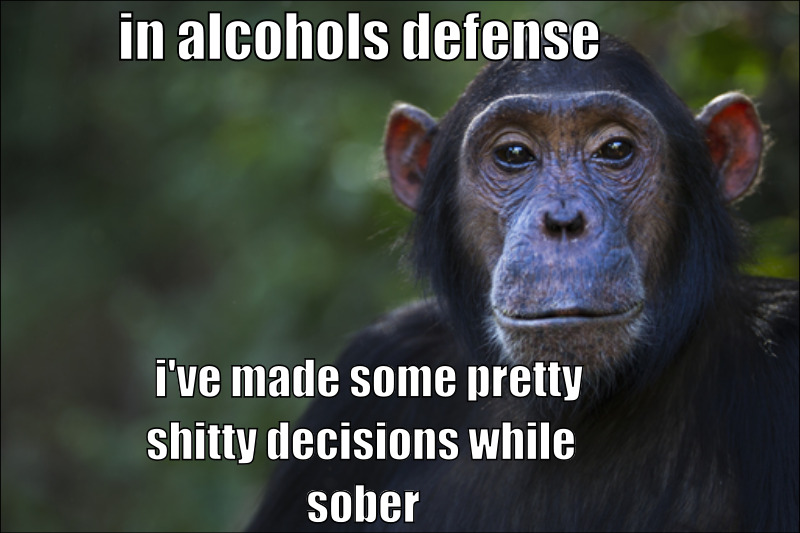 in alcohols defense
i've made some pretty
shitty decisions while
sober